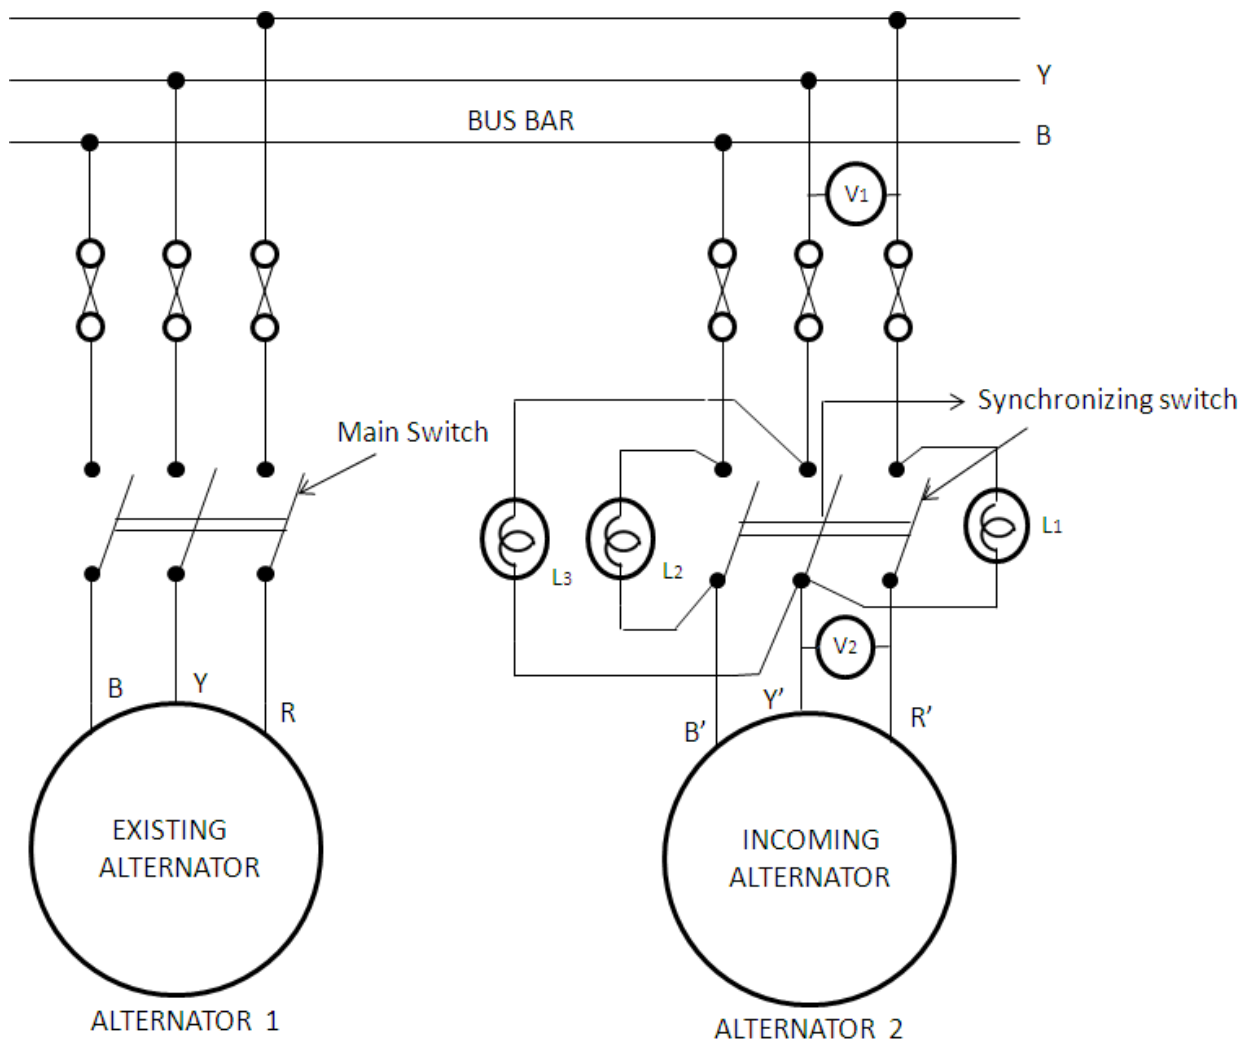 Y
BUS BAR
B
V1
Synchronizing switch
Main Switch
L1
L3
L2
V2
B
Y
R
Y’
B’
R’
EXISTING
ALTERNATOR
INCOMING
ALTERNATOR
ALTERNATOR 1
ALTERNATOR 2